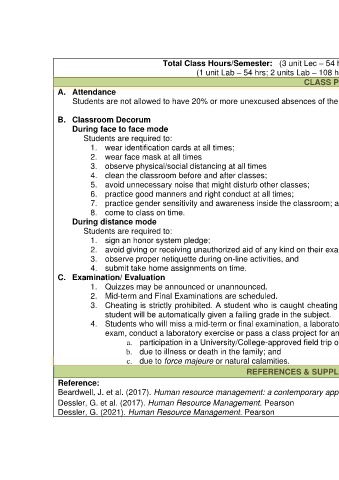 Total Class Hours/Semester: (3 unit Lec – 54 h
(1 unit Lab – 54 hrs; 2 units Lab – 108 h
CLASS P
A. Attendance
Students are not allowed to have 20% or more unexcused absences of the
B. Classroom Decorum
During face to face mode
Students are required to:
1. wear identification cards at all times;
2. wear face mask at all times
3. observe physical/social distancing at all times
4. clean the classroom before and after classes;
5. avoid unnecessary noise that might disturb other classes;
6. practice good manners and right conduct at all times;
7. practice gender sensitivity and awareness inside the classroom; a
8. come to class on time.
During distance mode
Students are required to:
1. sign an honor system pledge;
2. avoid giving or receiving unauthorized aid of any kind on their exa
3. observe proper netiquette during on-line activities, and
4. submit take home assignments on time.
C. Examination/ Evaluation
1. Quizzes may be announced or unannounced.
2. Mid-term and Final Examinations are scheduled.
3. Cheating is strictly prohibited. A student who is caught cheating
student will be automatically given a failing grade in the subject.
4. Students who will miss a mid-term or final examination, a laborato
exam, conduct a laboratory exercise or pass a class project for an
a. participation in a University/College-approved field trip o
b. due to illness or death in the family; and
c. due to force majeure or natural calamities.
REFERENCES & SUPPL
Reference:
Beardwell, J. et al. (2017). Human resource management: a contemporary app
Dessler, G. et al. (2017). Human Resource Management. Pearson
Dessler, G. (2021). Human Resource Management. Pearson